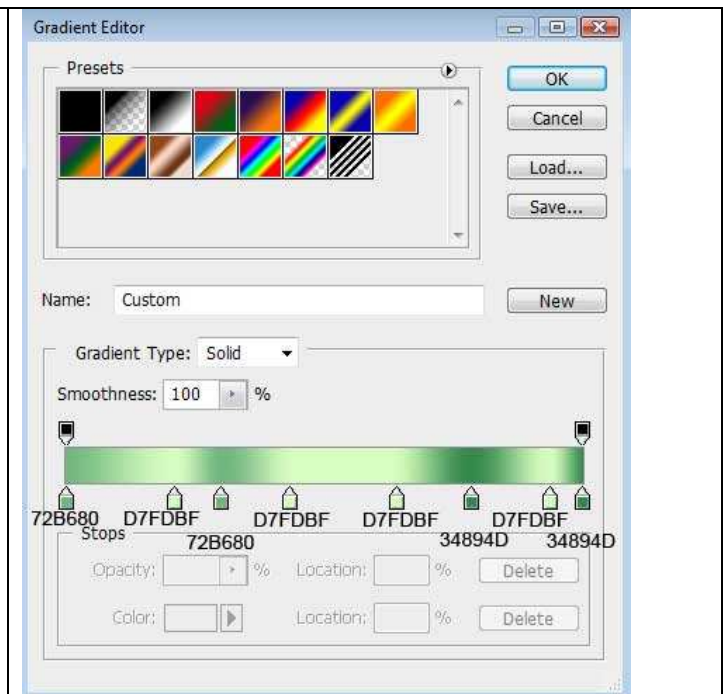 Gradient Editor
Presets
OK
Cancel
Load...
Save...
Name: Custom
New
Gradient Type: Solid
Smoothness: 100 %
72B680 D7FDBF D7FDBF D7FDBF D7FDBF
72B680 34894D 34894D
Stops
Opacity: % Location: % Delete
Color: Location: % Delete